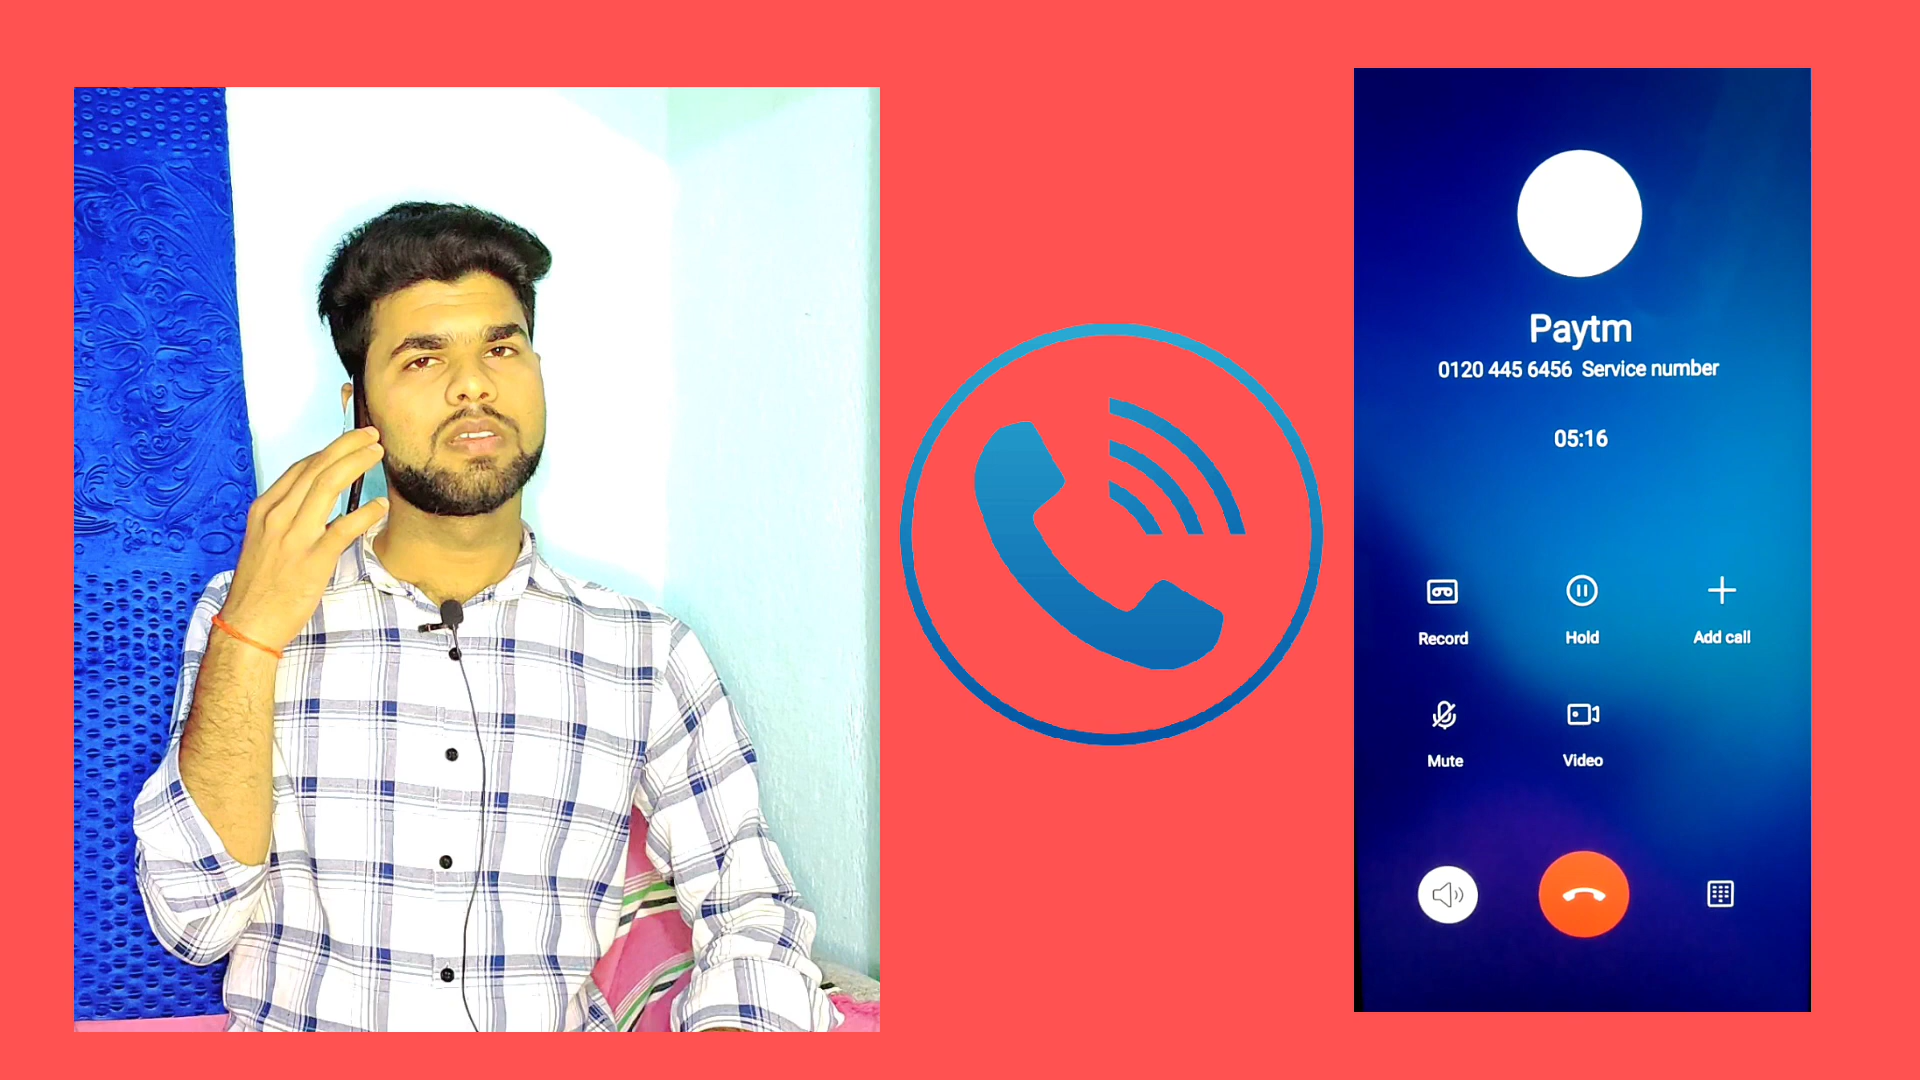 Paytm
0120 445 6456 Service number
05:16
Record Hold Add call
Mute Video